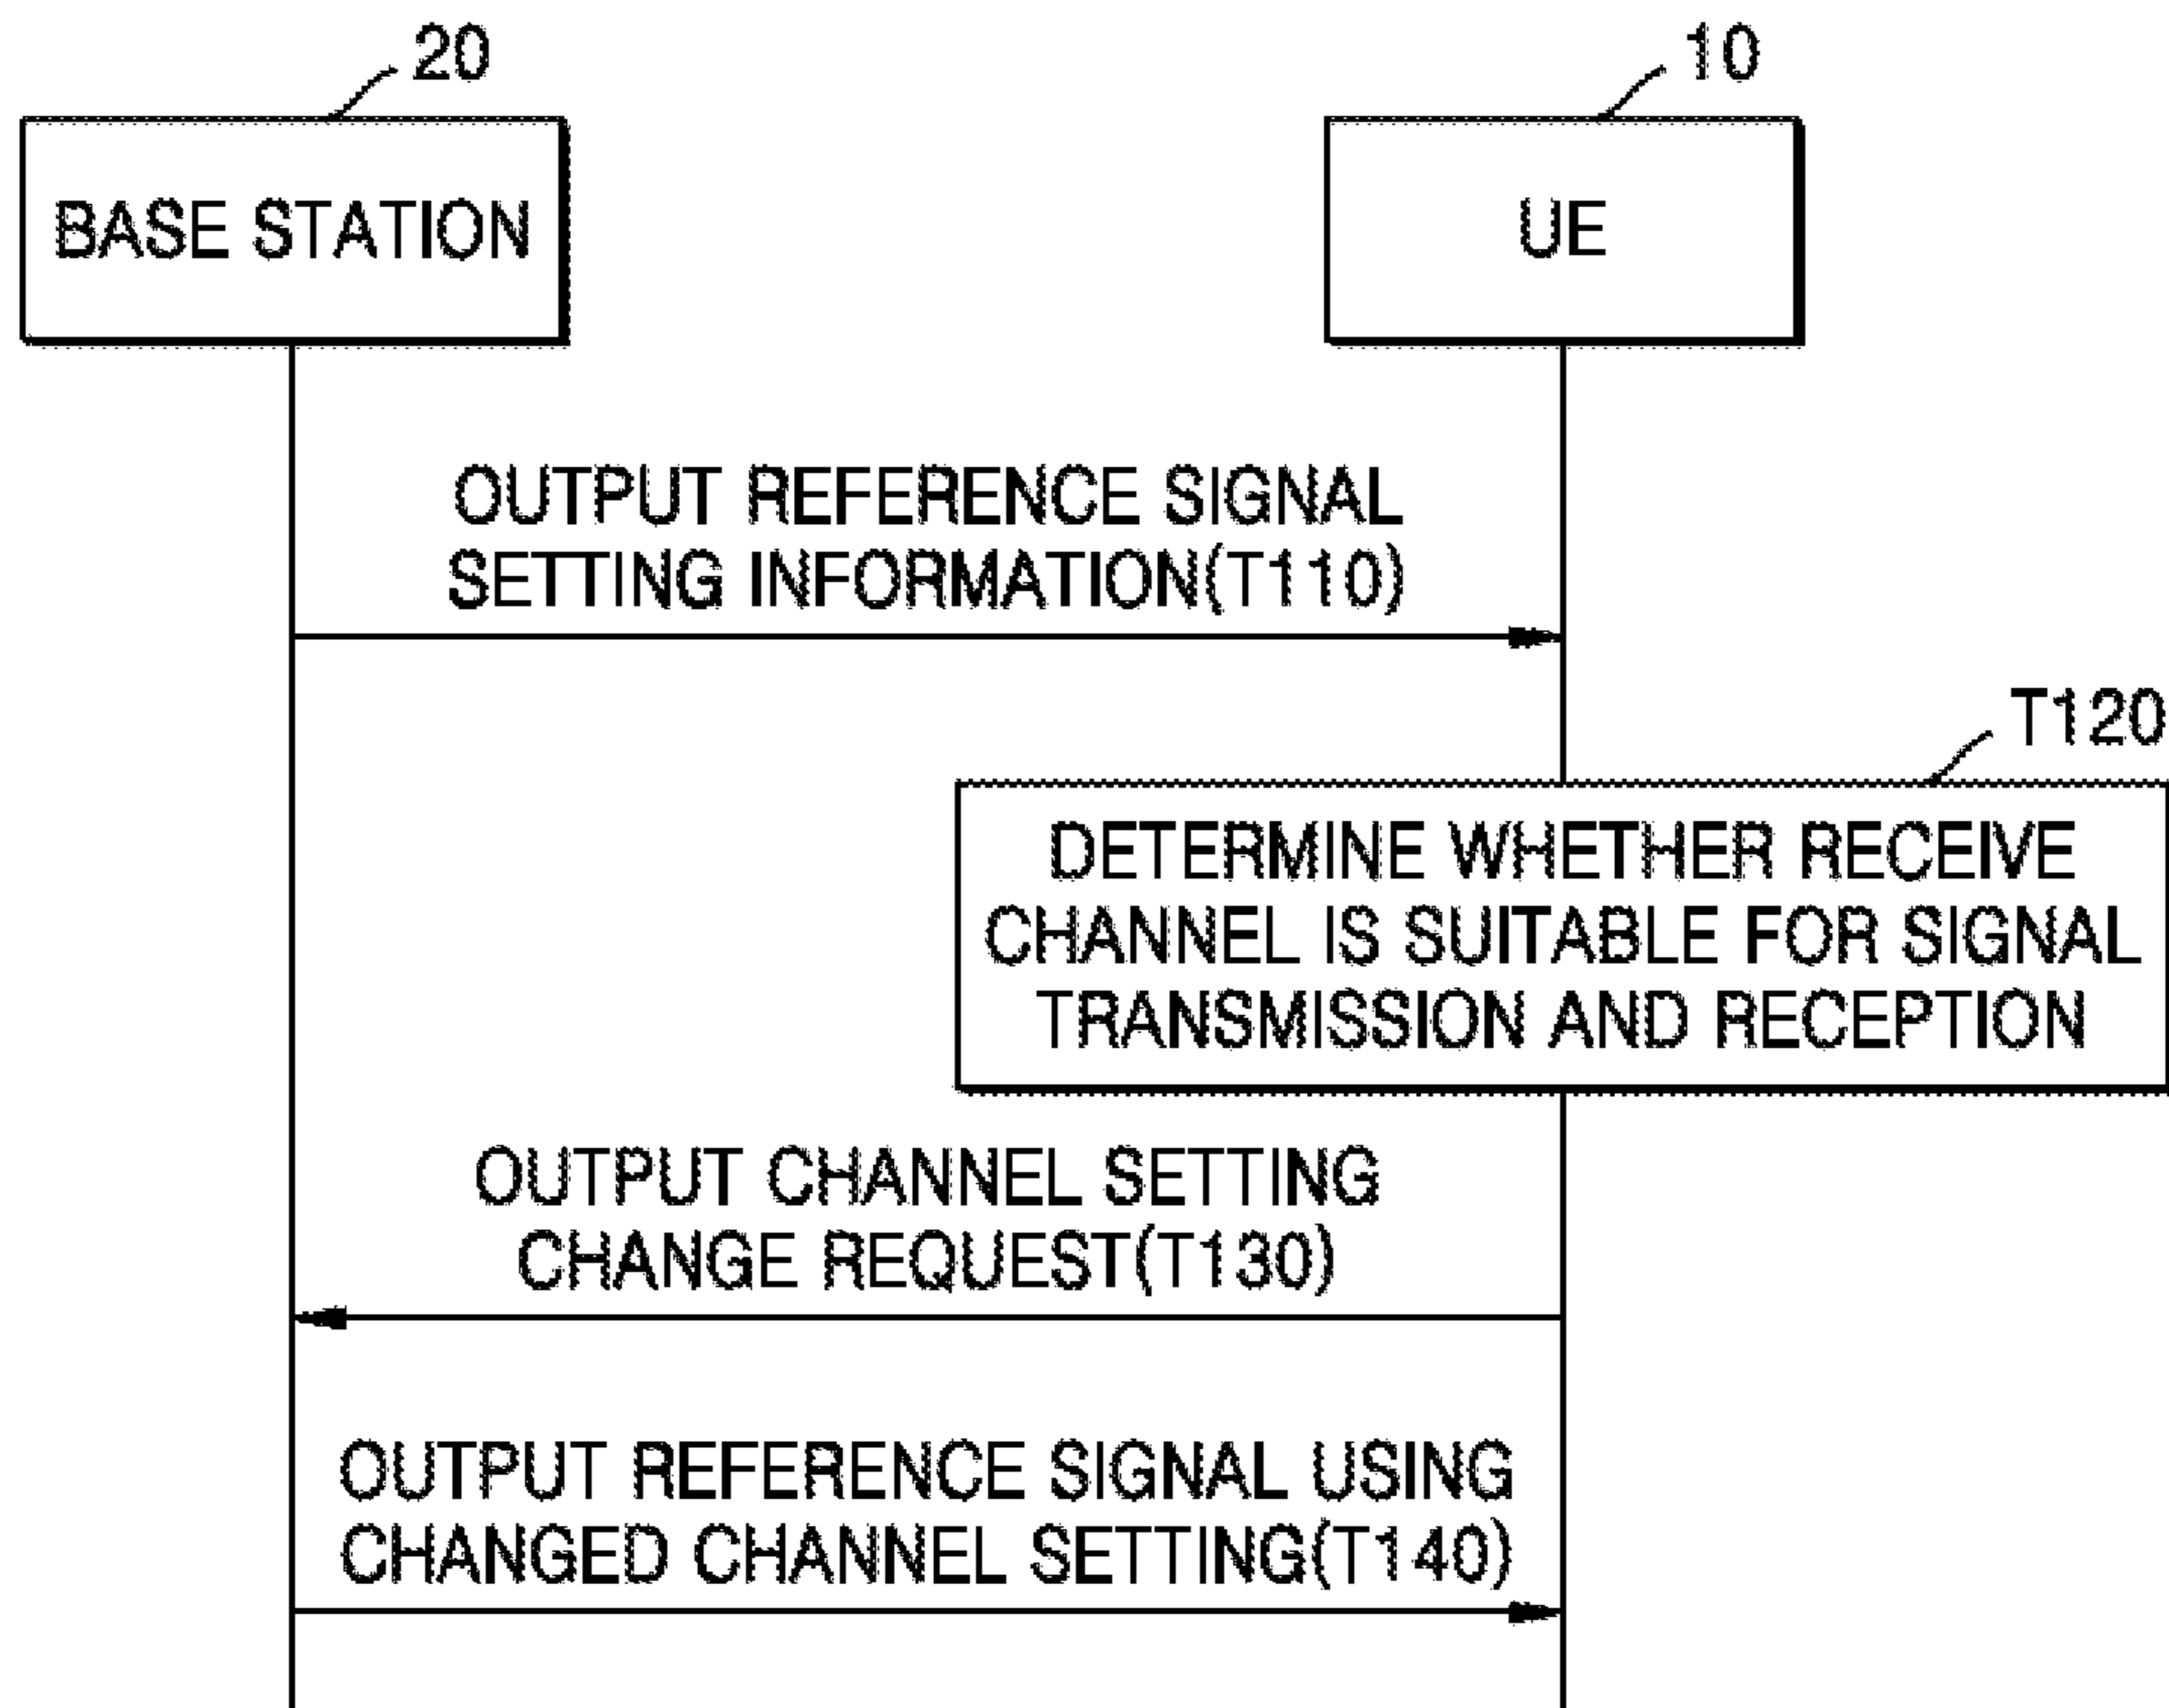 20
10
BASE STATION
UE
OUTPUT REFERENCE SIGNAL
SETTING INFORMATION(T110)
T120
DETERMINE WHETHER RECEIVE
CHANNEL IS SUITABLE FOR SIGNAL
TRANSMISSION AND RECEPTION
OUTPUT CHANNEL SETTING
CHANGE REQUEST(T130)
OUTPUT REFERENCE SIGNAL USING
CHANGED CHANNEL SETTING(T140)